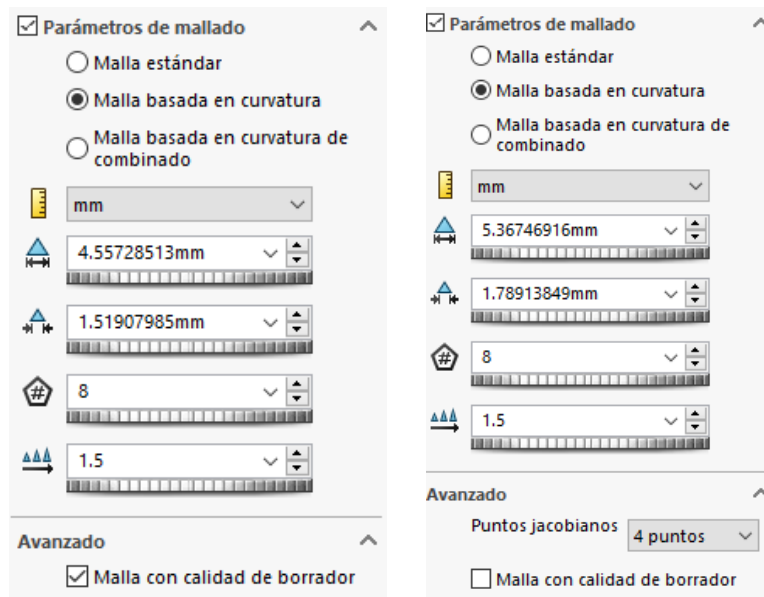 Parámetros de mallado
Malla estándar
Malla basada en curvatura
Malla basada en curvatura de
combinado
mm
4.55728513mm
1.51907985mm
#
8
1.5
Avanzado
Malla con calidad de borrador
Parámetros de mallado
Malla estándar
Malla basada en curvatura
Malla basada en curvatura de
combinado
mm
5.36746916mm
1.78913849mm
#
8
1.5
Avanzado
Puntos jacobianos 4 puntos
Malla con calidad de borrador